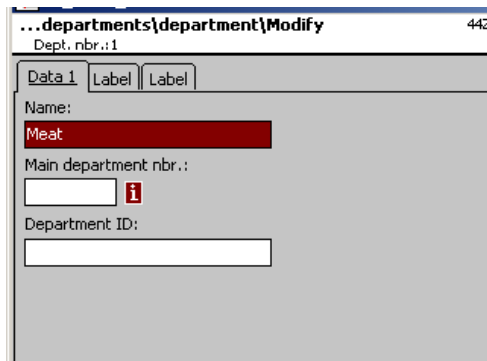 ...departments\department\Modify 442
Dept. nbr.:1
Data 1 Label Label
Name:
Meat
Main department nbr.:
i
Department ID: